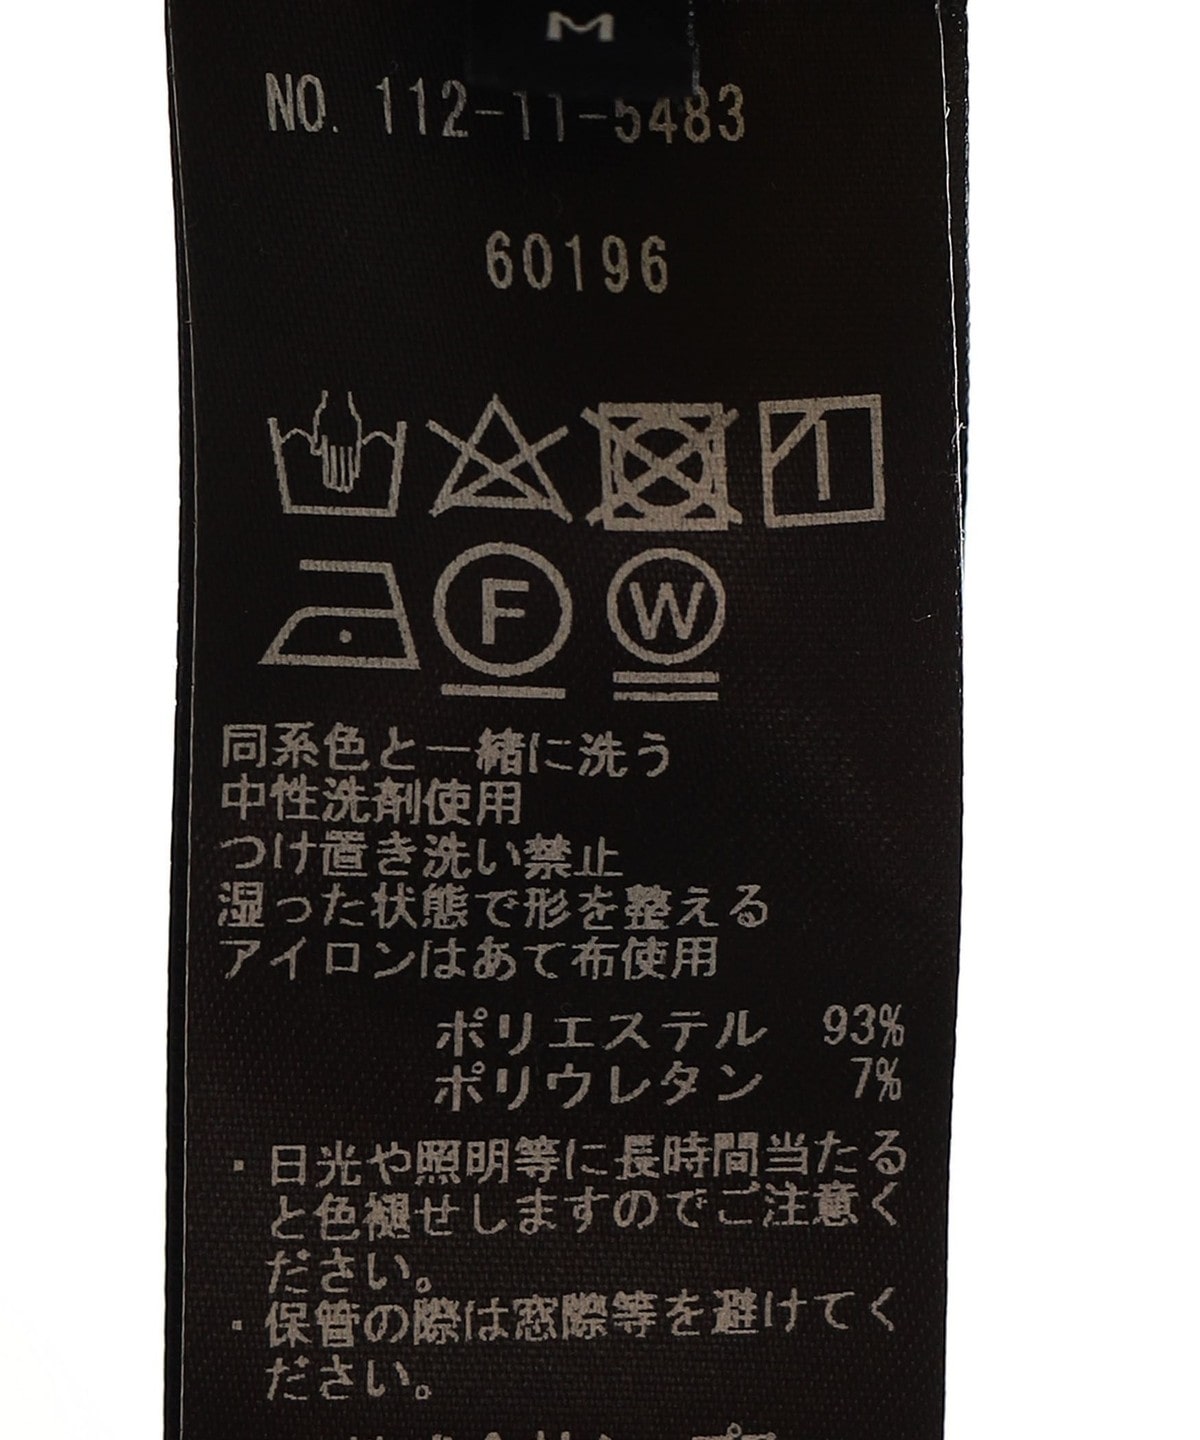 M
NO. 112-11-5483
60196
F W
同系色と一緒に洗う
中性洗剤使用
つけ置き洗い禁止
湿った状態で形を整える
アイロンはあて布使用
ポリエステル 93%
ポリウレタン 7%
・日光や照明等に長時間当たる
と色褪せしますのでご注意く
ださい。
・保管の際は窓際等を避けてく
ださい。